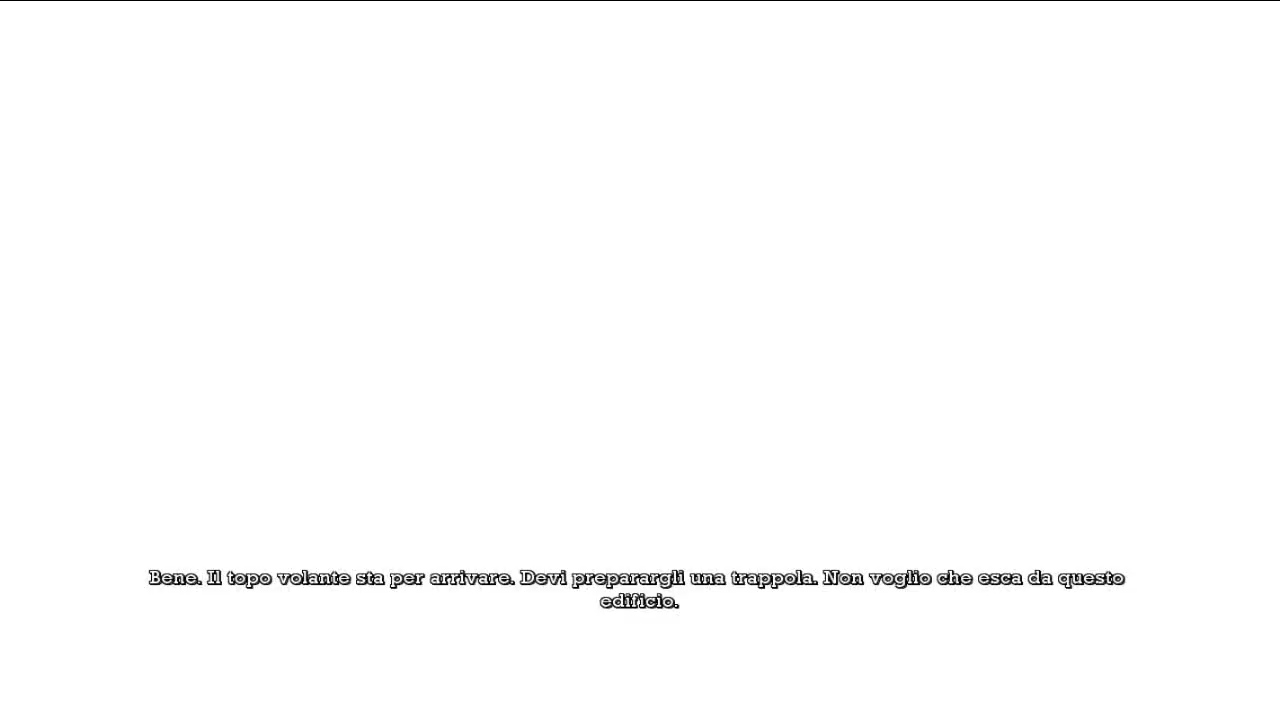 Bene. Il topo volante sta per arrivare. Devi preparargli una trappola. Non voglio che esca da questo
edificio.